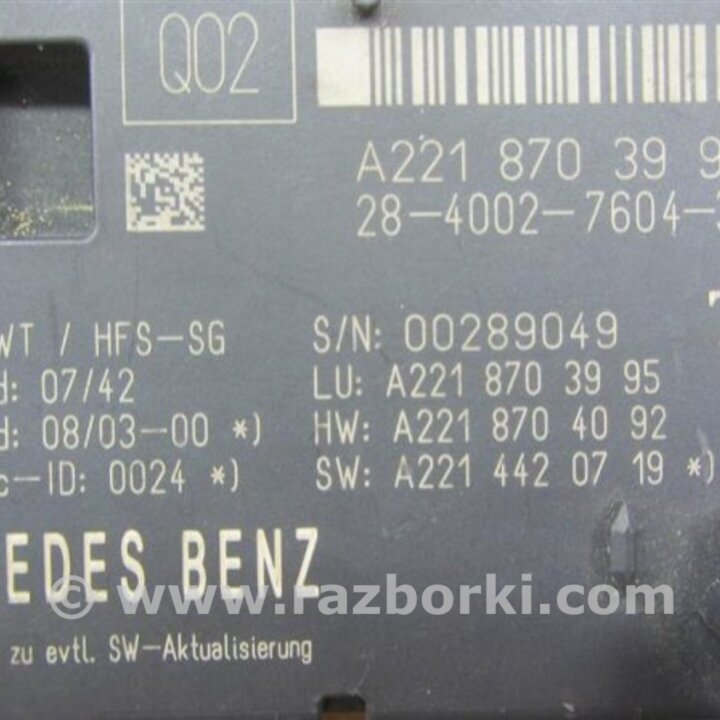 Q02
A221 870 39 9
28-4002-7604-
WT / HFS-SG
S/N: 00289049
d: 07/42
LU: A221 870 39 95
d: 08/03-00 *)
HW: A221 870 40 92
c-ID: 0024 *)
SW: A221 442 07 19 *)
EDES BENZ
© www.razborki.com
zu evtl. SW-Aktualisierung